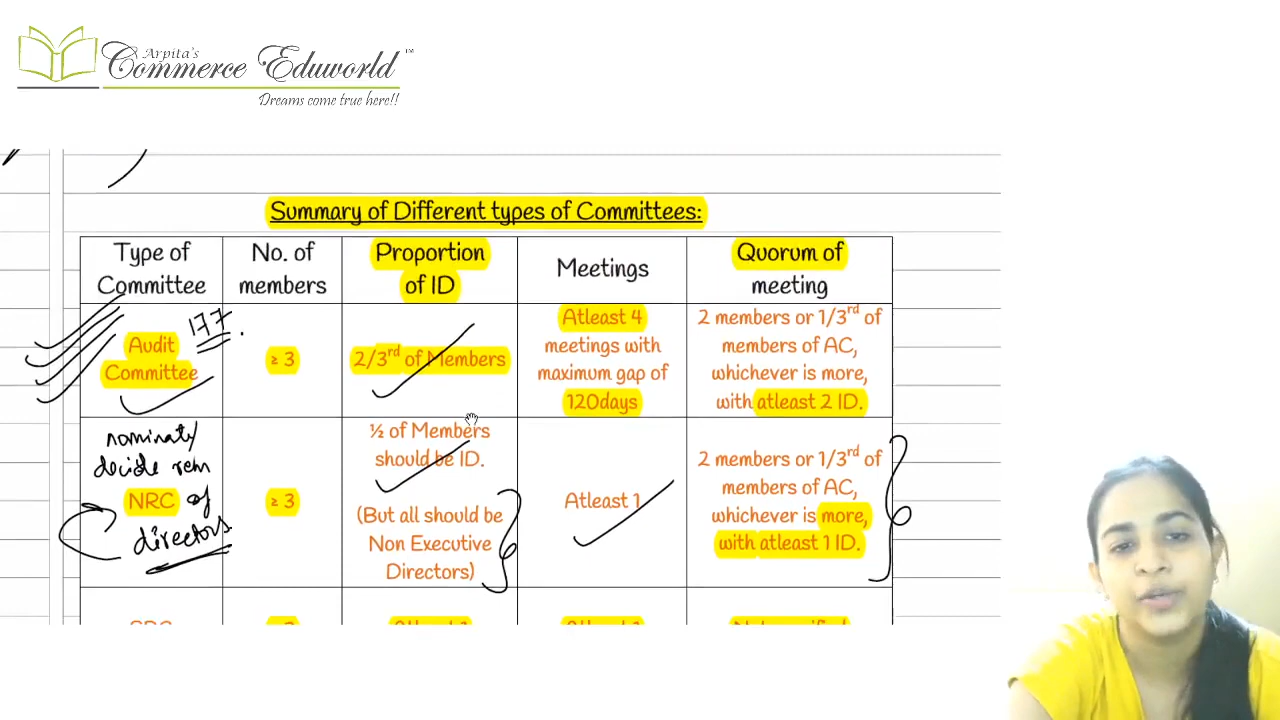 Arpita's
Commerce Eduworld™
Dreams come true here!!
Summary of Different types of Committees:
Type of Committee
No. of members
Proportion of ID
Meetings
Quorum of meeting
Audit Committee
177
≥ 3
2/3rd of Members
Atleast 4
meetings with
maximum gap of
120days
2 members or 1/3rd of
members of AC,
whichever is more,
with atleast 2 ID.
nominate/
decide rem
NRC of
directors
≥ 3
½ of Members
should be ID.
(But all should be
Non Executive
Directors)
Atleast 1
2 members or 1/3rd of
members of AC,
whichever is more,
with atleast 1 ID.